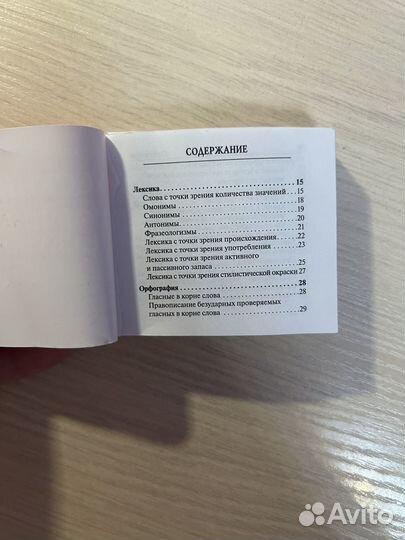 СОДЕРЖАНИЕ
Лексика.......................................15
Слова с точки зрения количества значений...15
Омонимы.......................................18
Синонимы......................................19
Антонимы......................................20
Фразеологизмы.................................21
Лексика с точки зрения происхождения.......22
Лексика с точки зрения употребления........23
Лексика с точки зрения активного
и пассивного запаса...........................25
Лексика с точки зрения стилистической окраски 27
Орфография....................................28
Гласные в корне слова.........................28
Правописание безударных проверяемых
гласных в корне слова.........................29
Avito